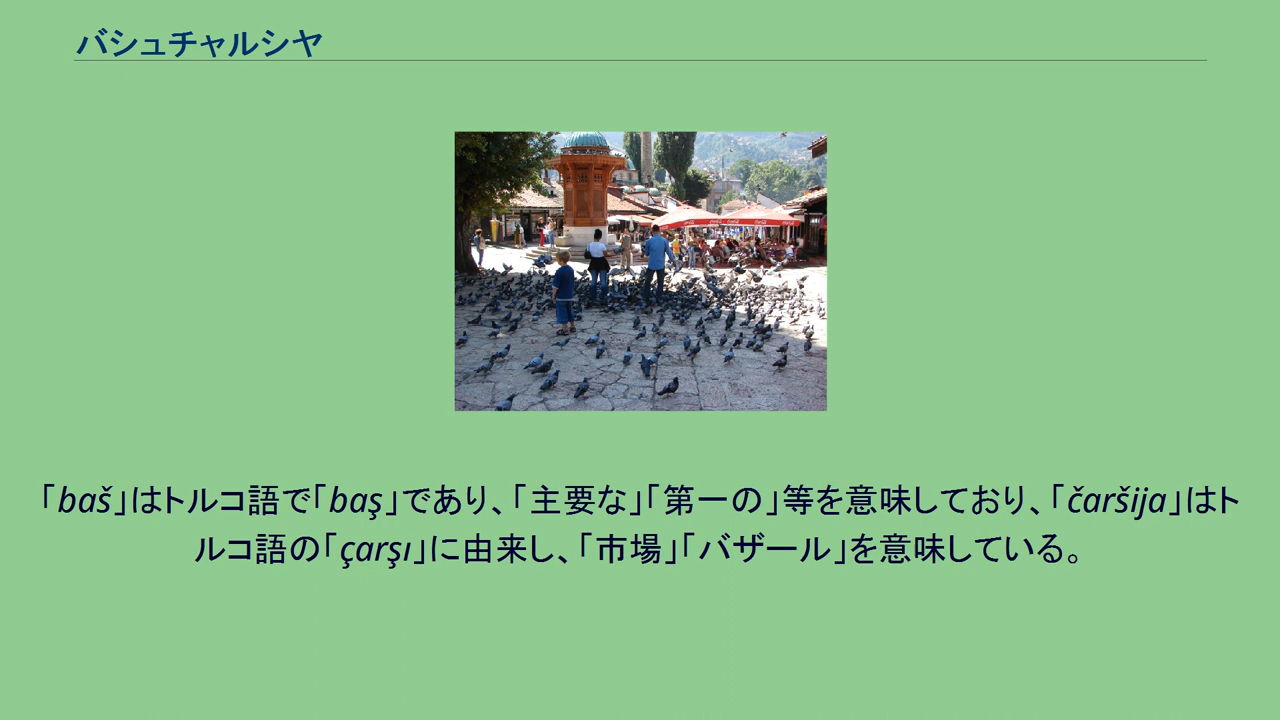 バシュチャルシヤ
「baš」はトルコ語で「baş」であり、「主要な」「第一の」等を意味しており、「čaršija」はト
ルコ語の「çarşı」に由来し、「市場」「バザール」を意味している。